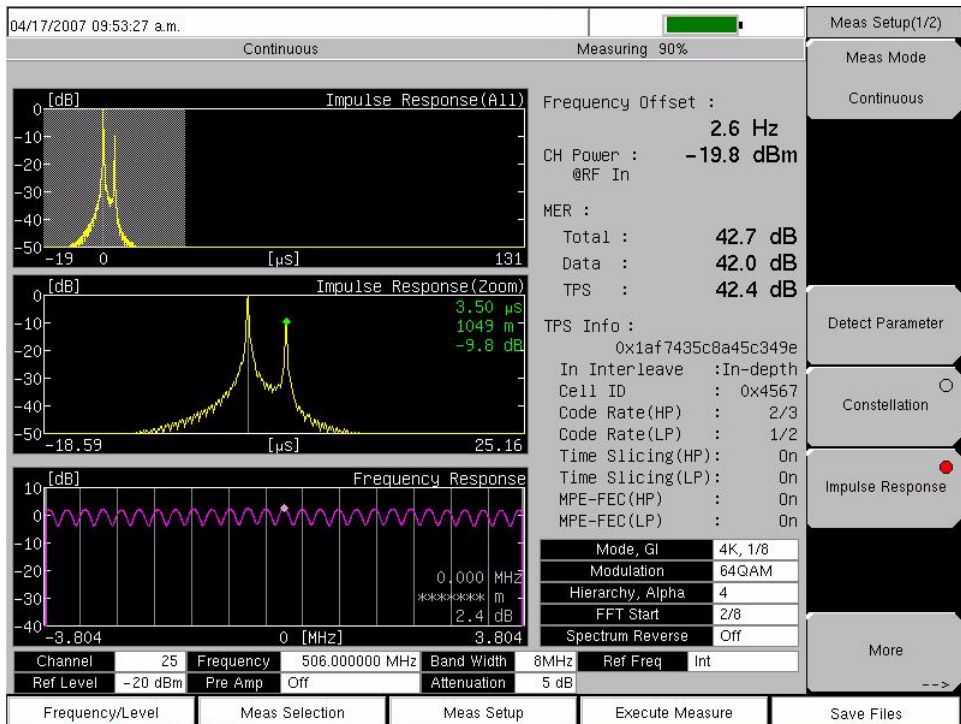 04/17/2007 09:53:27 a.m.
Meas Setup(1/2)
Continuous
Measuring 90%
Meas Mode
Continuous
[dB] Impulse Response(All)
0
-10
-20
-30
-40
-50
-19 0 [µS] 131
Frequency Offset :
2.6 Hz
CH Power : -19.8 dBm
@RF In
MER :
Total : 42.7 dB
Data : 42.0 dB
TPS : 42.4 dB
[dB] Impulse Response(Zoom)
3.50 µS
1049 m
-9.8 dB
0
-10
-20
-30
-40
-50
-18.59 [µS] 25.16
TPS Info :
0x1af7435c8a45c349e
In Interleave :In-depth
Cell ID : 0x4567
Code Rate(HP) : 2/3
Code Rate(LP) : 1/2
Time Slicing(HP): On
Time Slicing(LP): On
MPE-FEC(HP) : On
MPE-FEC(LP) : On
[dB] Frequency Response
10
0
-10
-20
-30
-40
0.000 MHz
******* m
2.4 dB
-3.804 0 [MHz] 3.804
Mode, GI 4K, 1/8
Modulation 64QAM
Hierarchy, Alpha 4
FFT Start 2/8
Spectrum Reverse Off
Detect Parameter
Constellation
Impulse Response
More
-->
Channel 25 Frequency 506.000000 MHz Band Width 8MHz Ref Freq Int
Ref Level -20 dBm Pre Amp Off Attenuation 5 dB
Frequency/Level Meas Selection Meas Setup Execute Measure Save Files